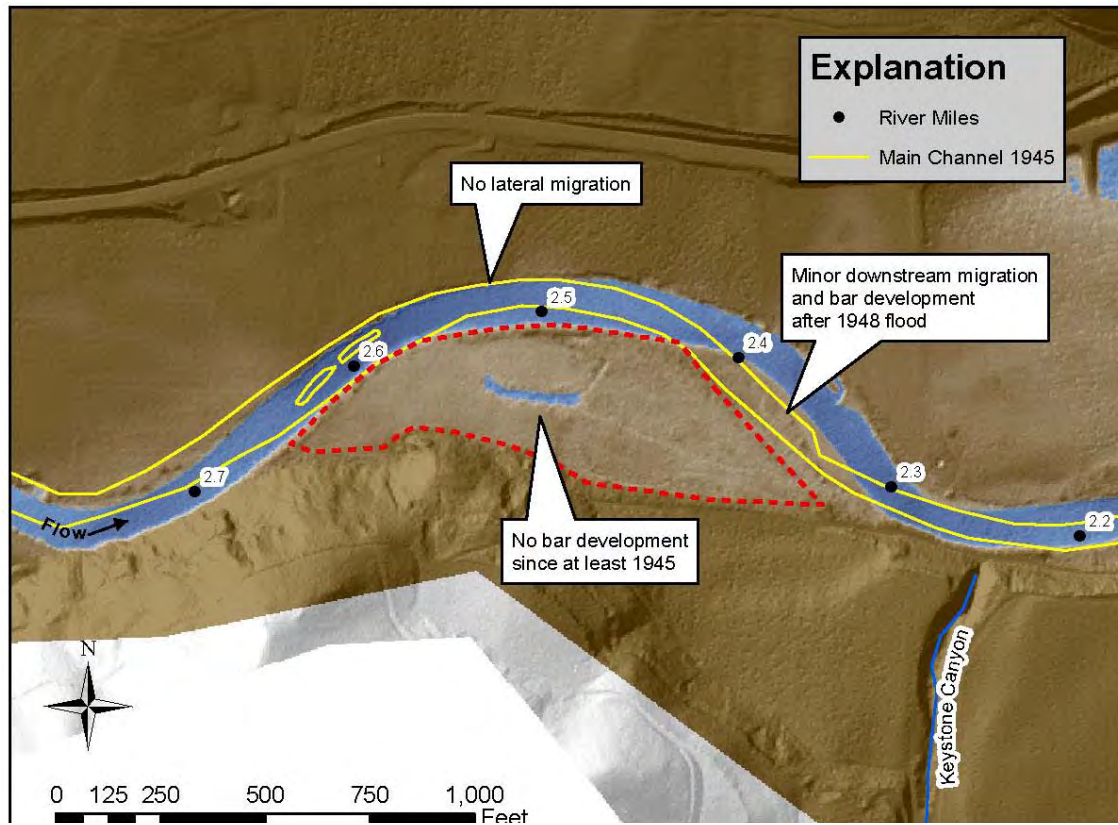 Explanation
River Miles
Main Channel 1945
No lateral migration
Minor downstream migration
and bar development
after 1948 flood
2.5
2.4
2.6
2.3
2.7
Flow
2.2
No bar development
since at least 1945
Keystone Canyon
N
0 125 250 500 750 1,000
Feet